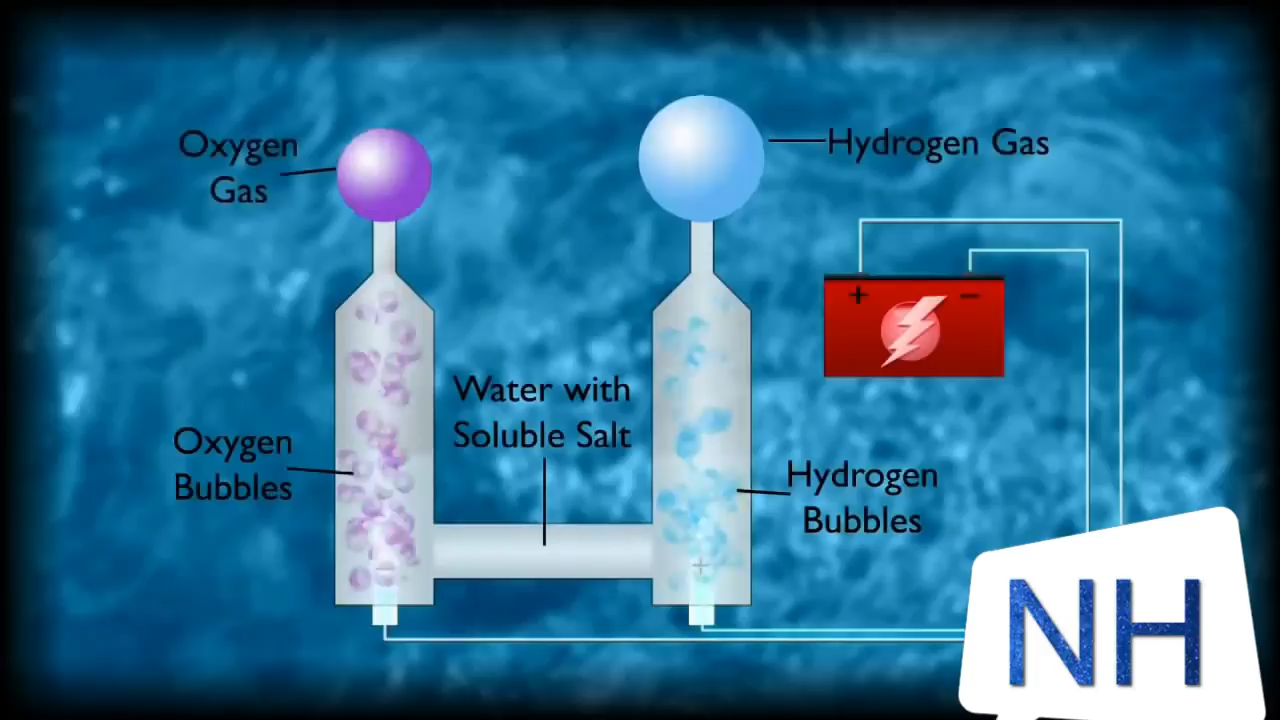 Oxygen
Gas
Hydrogen Gas
+ −
Water with
Soluble Salt
Oxygen
Bubbles
Hydrogen
Bubbles
− +
NH